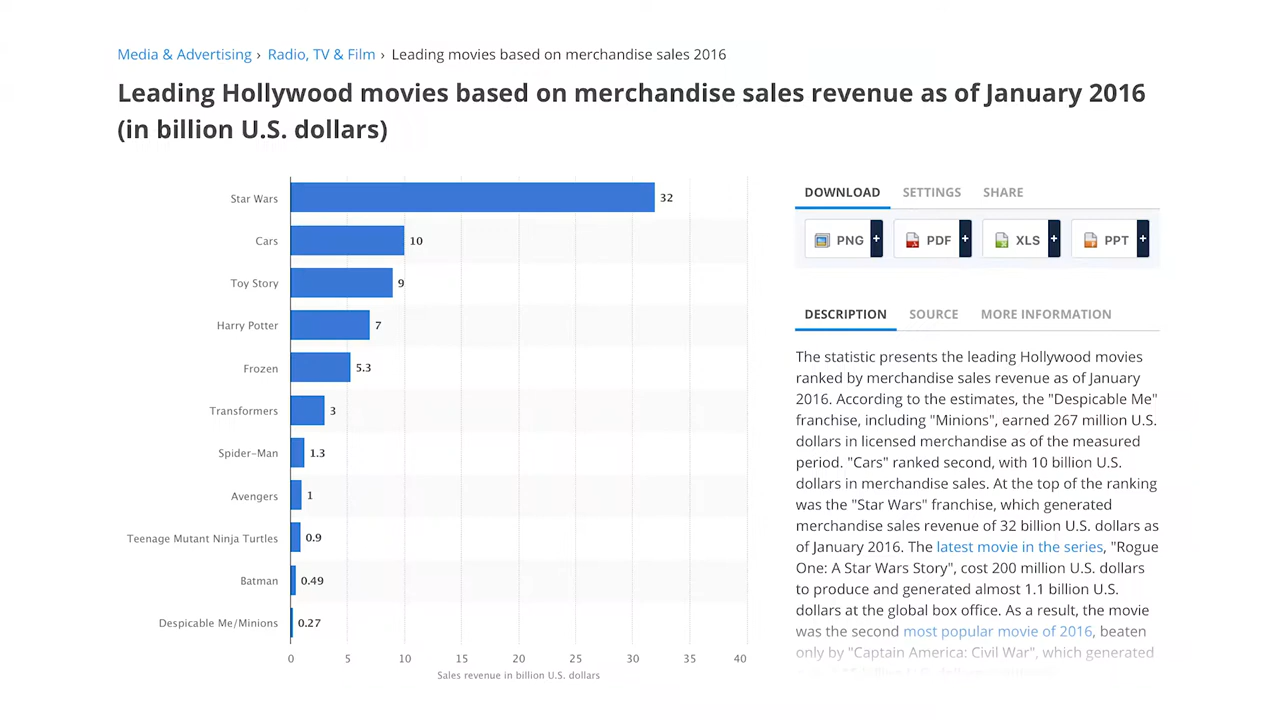 Media & Advertising › Radio, TV & Film › Leading movies based on merchandise sales 2016
Leading Hollywood movies based on merchandise sales revenue as of January 2016
(in billion U.S. dollars)
Star Wars 32
Cars 10
Toy Story 9
Harry Potter 7
Frozen 5.3
Transformers 3
Spider-Man 1.3
Avengers 1
Teenage Mutant Ninja Turtles 0.9
Batman 0.49
Despicable Me/Minions 0.27
0 5 10 15 20 25 30 35 40
Sales revenue in billion U.S. dollars
DOWNLOAD SETTINGS SHARE
PNG + PDF + XLS + PPT +
DESCRIPTION SOURCE MORE INFORMATION
The statistic presents the leading Hollywood movies
ranked by merchandise sales revenue as of January
2016. According to the estimates, the "Despicable Me"
franchise, including "Minions", earned 267 million U.S.
dollars in licensed merchandise as of the measured
period. "Cars" ranked second, with 10 billion U.S.
dollars in merchandise sales. At the top of the ranking
was the "Star Wars" franchise, which generated
merchandise sales revenue of 32 billion U.S. dollars as
of January 2016. The latest movie in the series, "Rogue
One: A Star Wars Story", cost 200 million U.S. dollars
to produce and generated almost 1.1 billion U.S.
dollars at the global box office. As a result, the movie
was the second most popular movie of 2016, beaten
only by "Captain America: Civil War", which generated